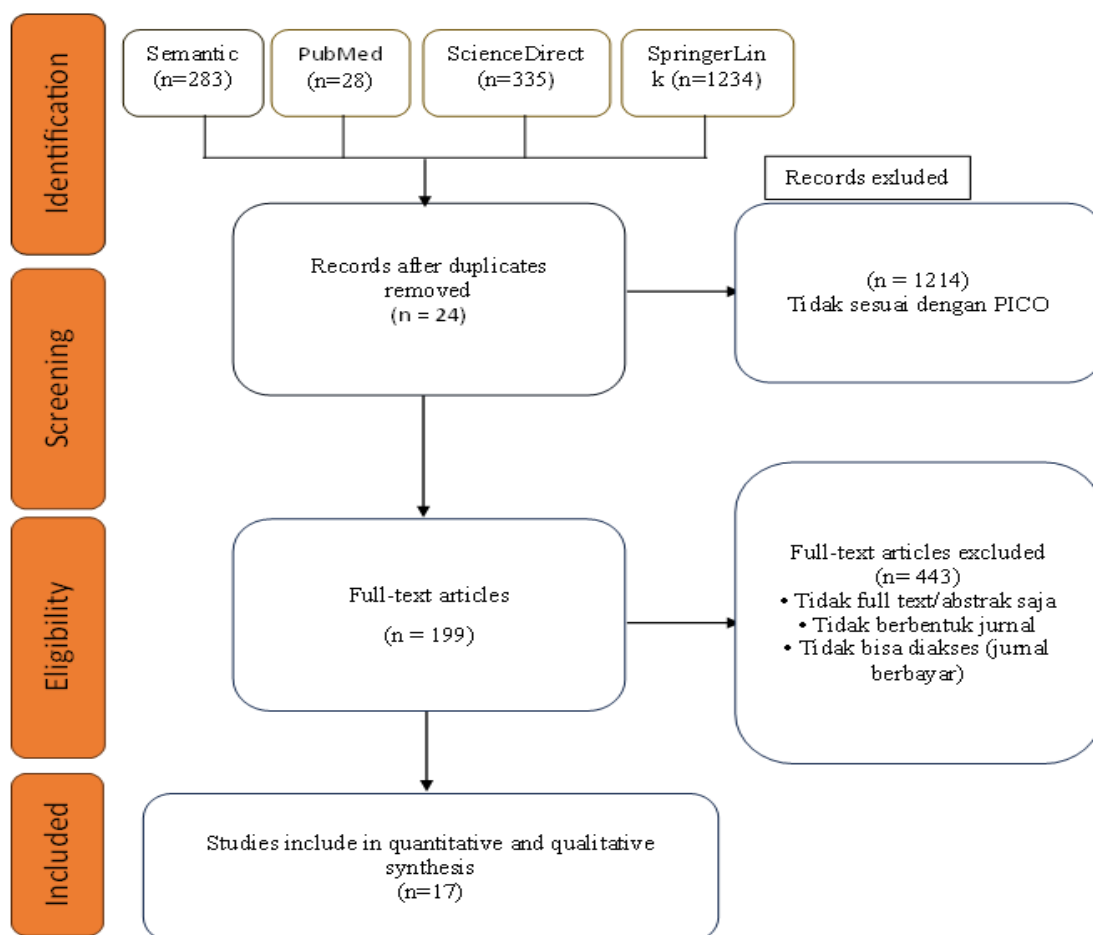 Identification
Semantic
(n=283)
PubMed
(n=28)
ScienceDirect
(n=335)
SpringerLin
k (n=1234)
Records exluded
Records after duplicates
removed
(n = 24)
(n = 1214)
Tidak sesuai dengan PICO
Screening
Eligibility
Full-text articles
(n = 199)
Full-text articles excluded
(n= 443)
• Tidak full text/abstrak saja
• Tidak berbentuk jurnal
• Tidak bisa diakses (jurnal
berbayar)
Included
Studies include in quantitative and qualitative
synthesis
(n=17)